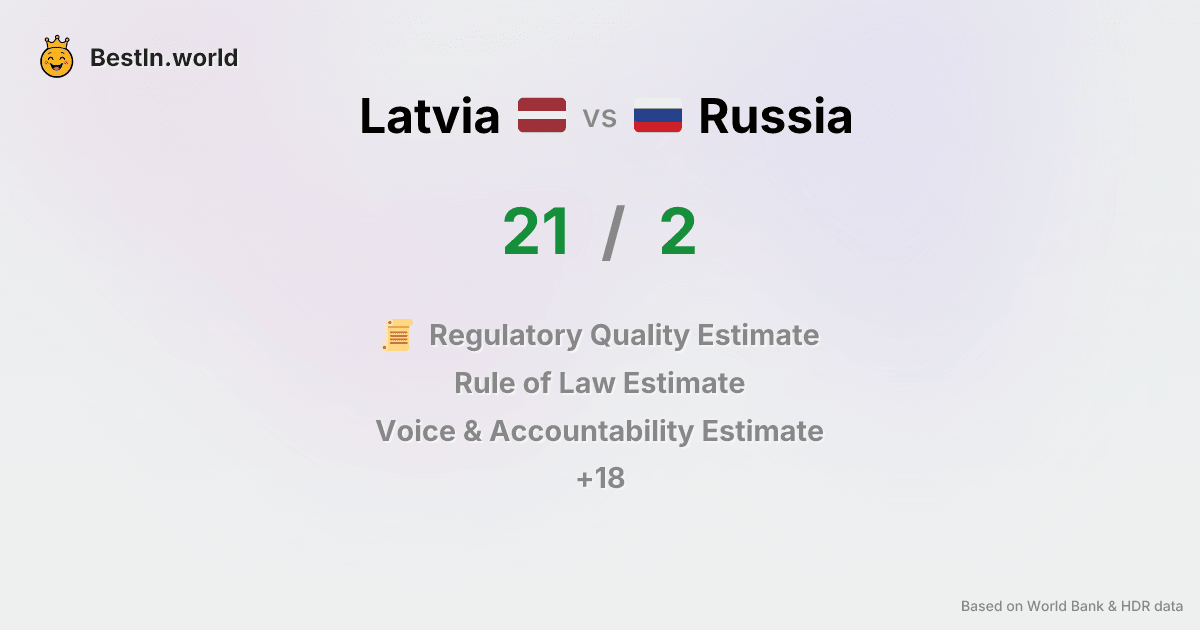 BestIn.world
Latvia vs Russia
21 / 2
Regulatory Quality Estimate
Rule of Law Estimate
Voice & Accountability Estimate
+18
Based on World Bank & HDR data